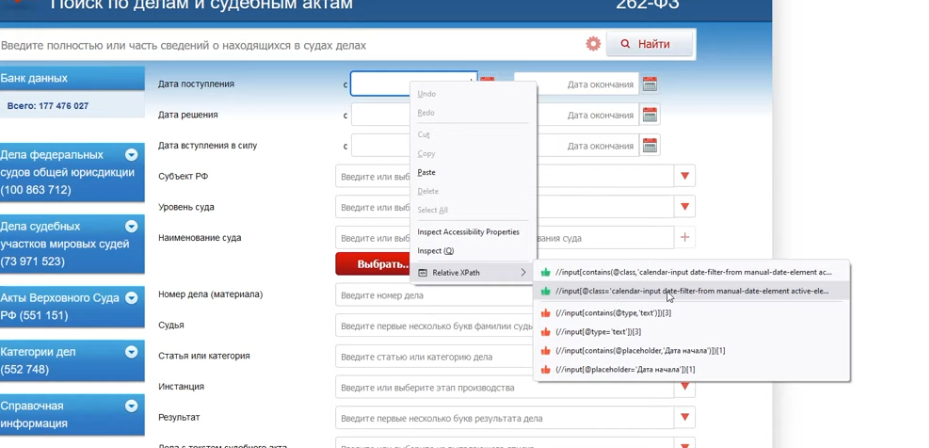 Поиск по делам и судебным актам
262-ФЗ
Введите полностью или часть сведений о находящихся в судах делах
Найти
Банк данных
Всего: 177 476 027
Дела федеральных
судов общей юрисдикции
(100 863 712)
Дела судебных
участков мировых судей
(73 971 523)
Акты Верховного Суда
РФ (551 151)
Категории дел
(552 748)
Справочная
информация
Дата поступления
с
Дата окончания
Дата решения
с
Дата окончания
Дата вступления в силу
с
Дата окончания
Субъект РФ
Введите или выб
Уровень суда
Введите или выб
Наименование суда
Введите или выб
вания суда
Выбрать..
Номер дела (материала)
Введите номер дела
Судья
Введите первые несколько букв фамилии судь
Статья или категория
Введите статью или категорию дела
Инстанция
Введите или выберите этап производства
Результат
Введите первые несколько букв результата дела
Дела с текстом судебного акта
Undo
Redo
Cut
Copy
Paste
Delete
Select All
Inspect Accessibility Properties
Inspect (Q)
Relative XPath
//input[contains(@class,'calendar-input date-filter-from manual-date-element ac...
//input[@class='calendar-input date-filter-from manual-date-element active-ele...
(//input[contains(@type,'text')])[3]
(//input[@type='text'])[3]
(//input[contains(@placeholder,'Дата начала')])[1]
(//input[@placeholder='Дата начала'])[1]